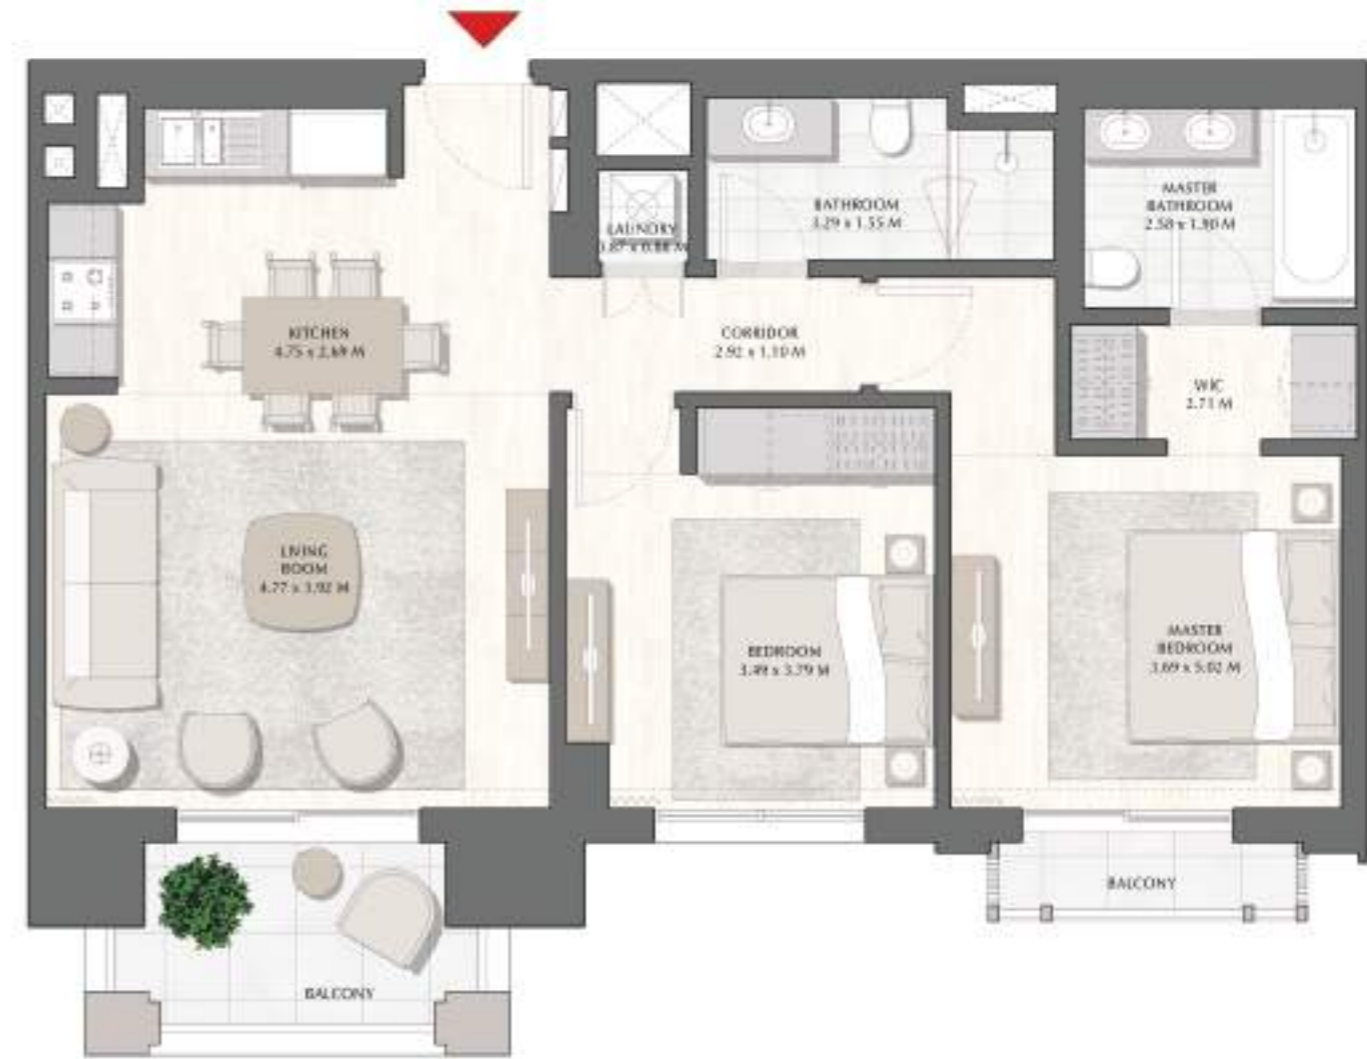 BATHROOM
3.29 x 1.55 M
MASTER
BATHROOM
2.58 x 1.90 M
LAUNDRY
KITCHEN
4.75 x 2.69 M
CORRIDOR
2.92 x 1.10 M
WIC
2.71 M
LIVING
ROOM
4.77 x 3.92 M
BEDROOM
3.49 x 3.79 M
MASTER
BEDROOM
3.69 x 5.02 M
BALCONY
BALCONY